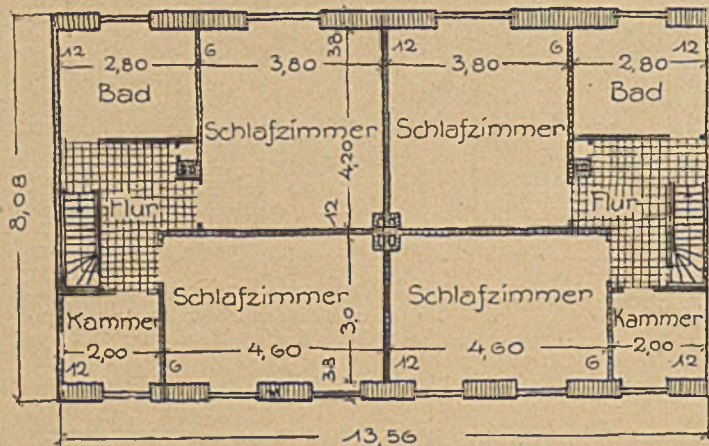 12 6 38 12 6 12
2,80 3,80 3,80 2,80
Bad Bad
Schlafzimmer Schlafzimmer
4,20
Flur Flur
8,08
12
Schlafzimmer Schlafzimmer
Kammer Kammer
3,0
2,00 4,60 4,60 2,00
12 6 38 12 6 12
13,56